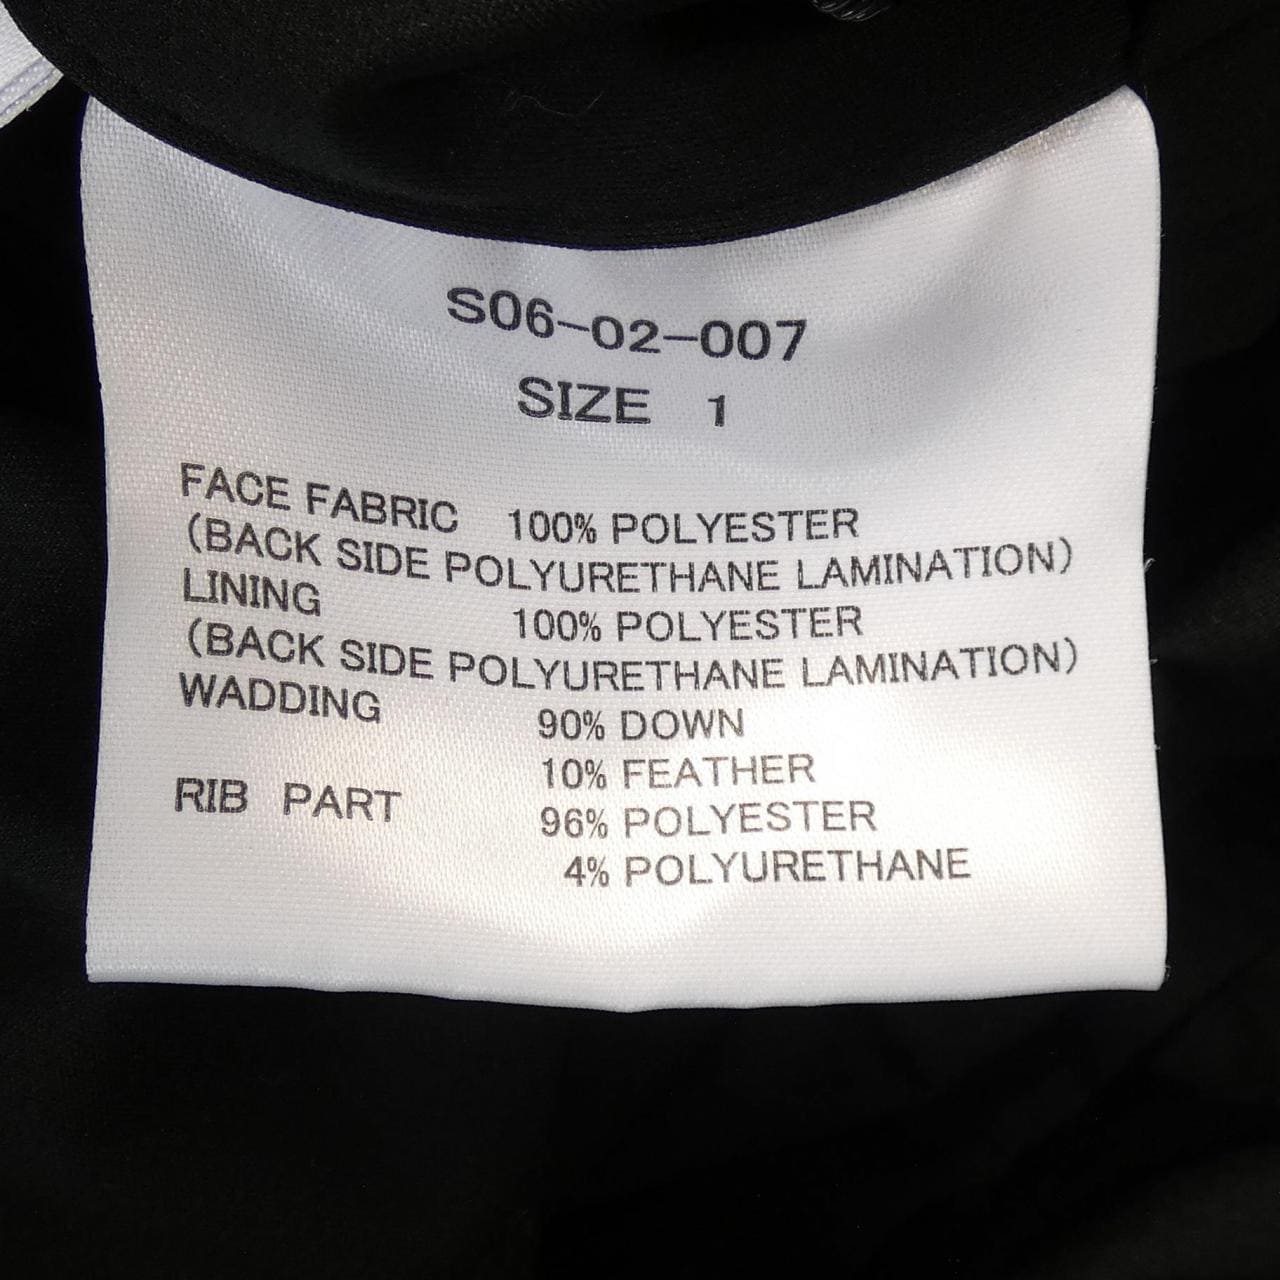 S06-02-007
SIZE 1
FACE FABRIC 100% POLYESTER
(BACK SIDE POLYURETHANE LAMINATION)
LINING 100% POLYESTER
(BACK SIDE POLYURETHANE LAMINATION)
WADDING 90% DOWN
10% FEATHER
RIB PART 96% POLYESTER
4% POLYURETHANE